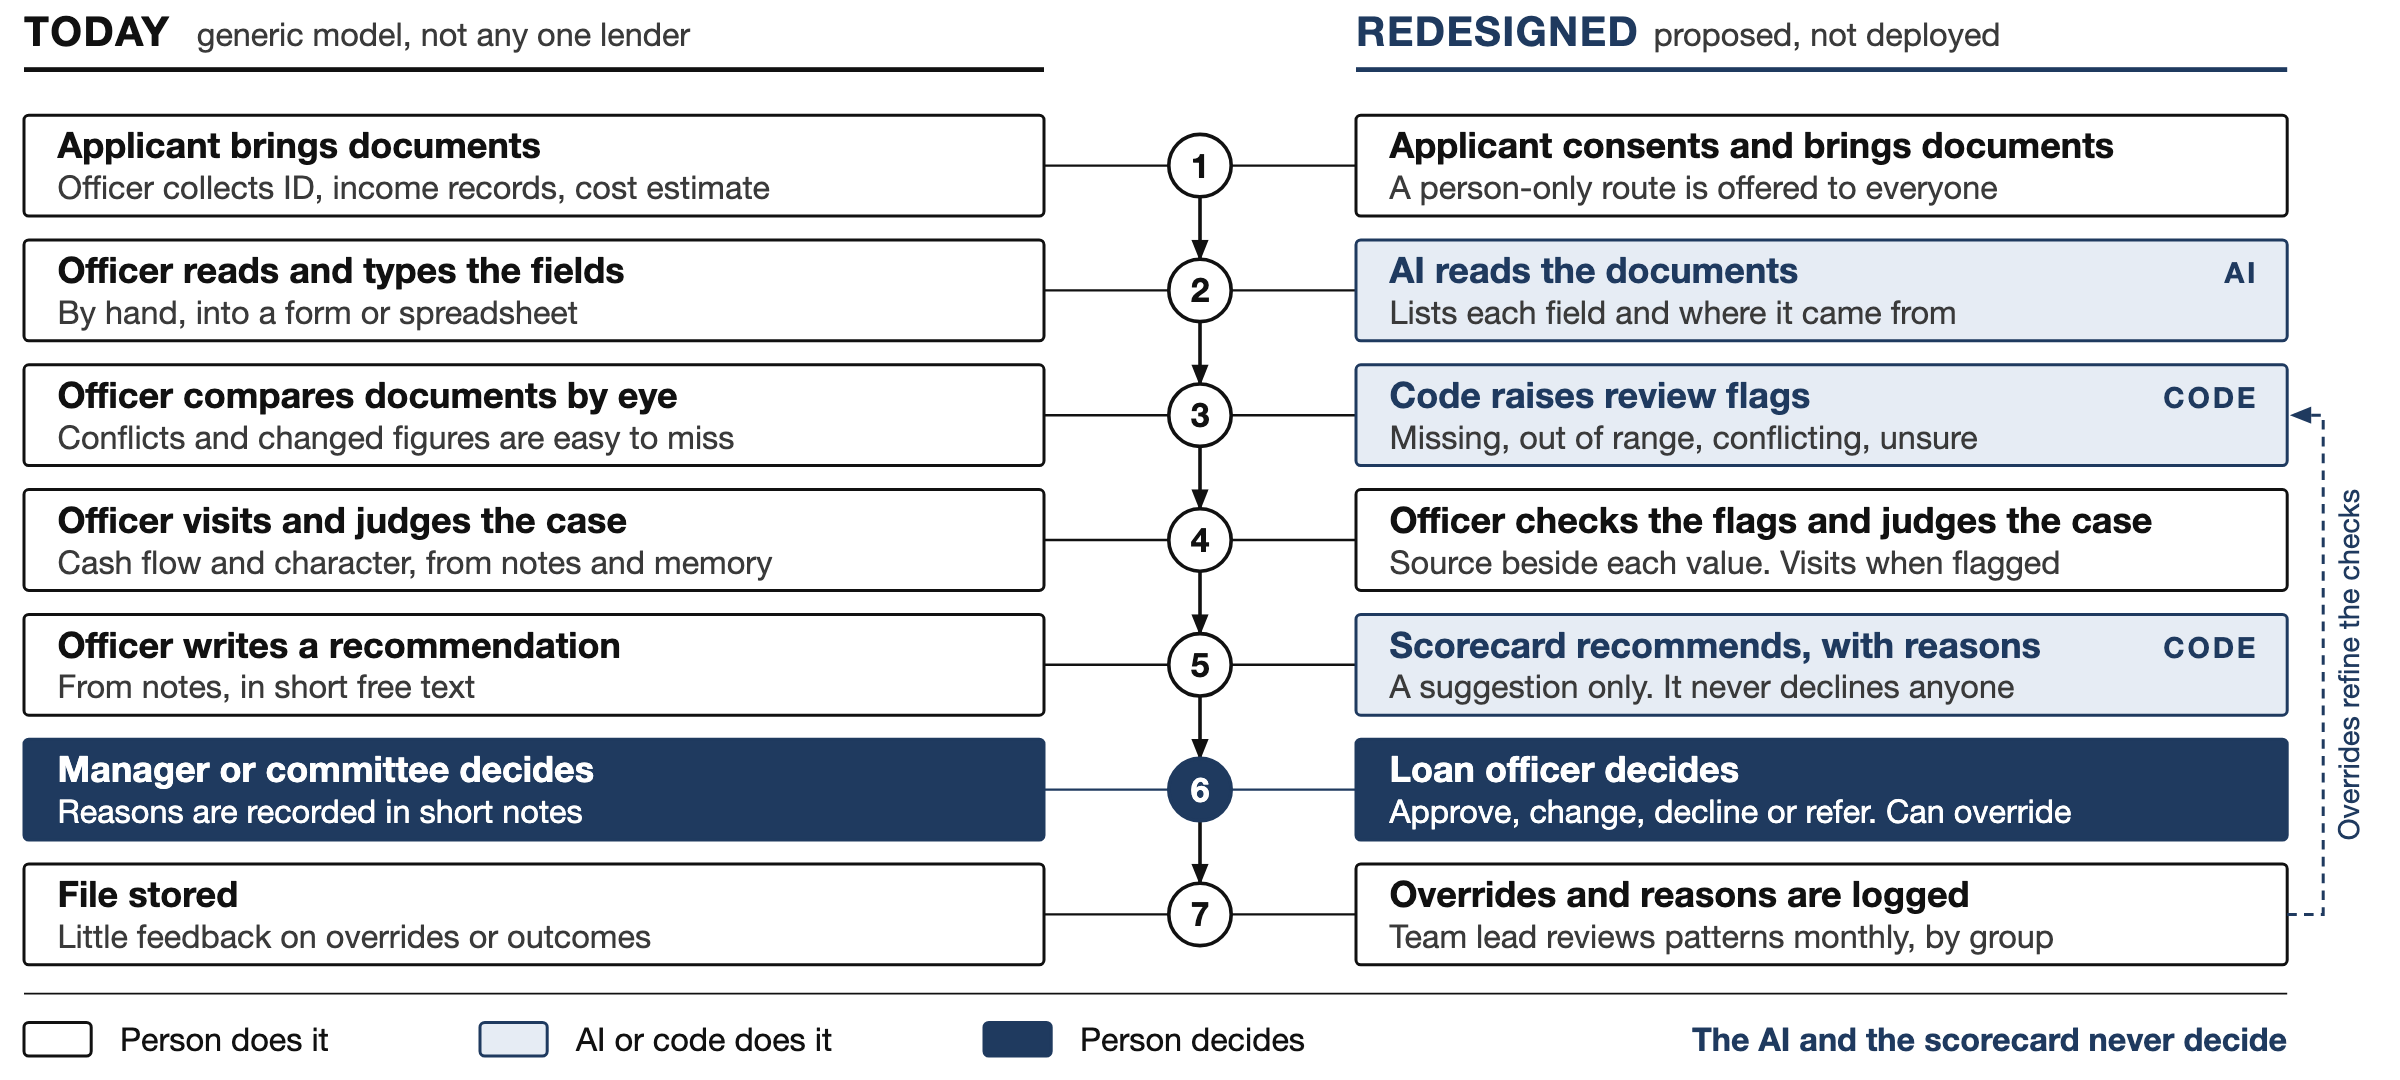 TODAY generic model, not any one lender
REDESIGNED proposed, not deployed
Applicant brings documents
Officer collects ID, income records, cost estimate
1
Applicant consents and brings documents
A person-only route is offered to everyone
Officer reads and types the fields
By hand, into a form or spreadsheet
2
AI reads the documents
AI
Lists each field and where it came from
Officer compares documents by eye
Conflicts and changed figures are easy to miss
3
Code raises review flags
CODE
Missing, out of range, conflicting, unsure
Officer visits and judges the case
Cash flow and character, from notes and memory
4
Officer checks the flags and judges the case
Source beside each value. Visits when flagged
Officer writes a recommendation
From notes, in short free text
5
Scorecard recommends, with reasons
CODE
A suggestion only. It never declines anyone
Manager or committee decides
Reasons are recorded in short notes
6
Loan officer decides
Approve, change, decline or refer. Can override
File stored
Little feedback on overrides or outcomes
7
Overrides and reasons are logged
Team lead reviews patterns monthly, by group
Overrides refine the checks
Person does it
AI or code does it
Person decides
The AI and the scorecard never decide